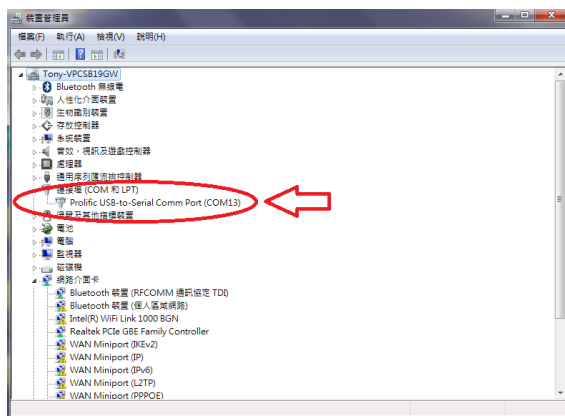 裝置管理員
檔案(F) 執行(A) 檢視(V) 說明(H)
Tony-VPCSB19GW
Bluetooth 無線電
人性化介面裝置
生物識別裝置
存放控制器
系統裝置
音效，視訊及遊戲控制器
處理器
通用序列匯流排控制器
連接埠 (COM 和 LPT)
Prolific USB-to-Serial Comm Port (COM13)
滑鼠及其他指標裝置
電池
電腦
監視器
磁碟機
網路介面卡
Bluetooth 裝置 (RFCOMM 通訊協定 TDI)
Bluetooth 裝置 (個人區域網路)
Intel(R) WiFi Link 1000 BGN
Realtek PCIe GBE Family Controller
WAN Miniport (IKEv2)
WAN Miniport (IP)
WAN Miniport (IPv6)
WAN Miniport (L2TP)
WAN Miniport (PPPOE)